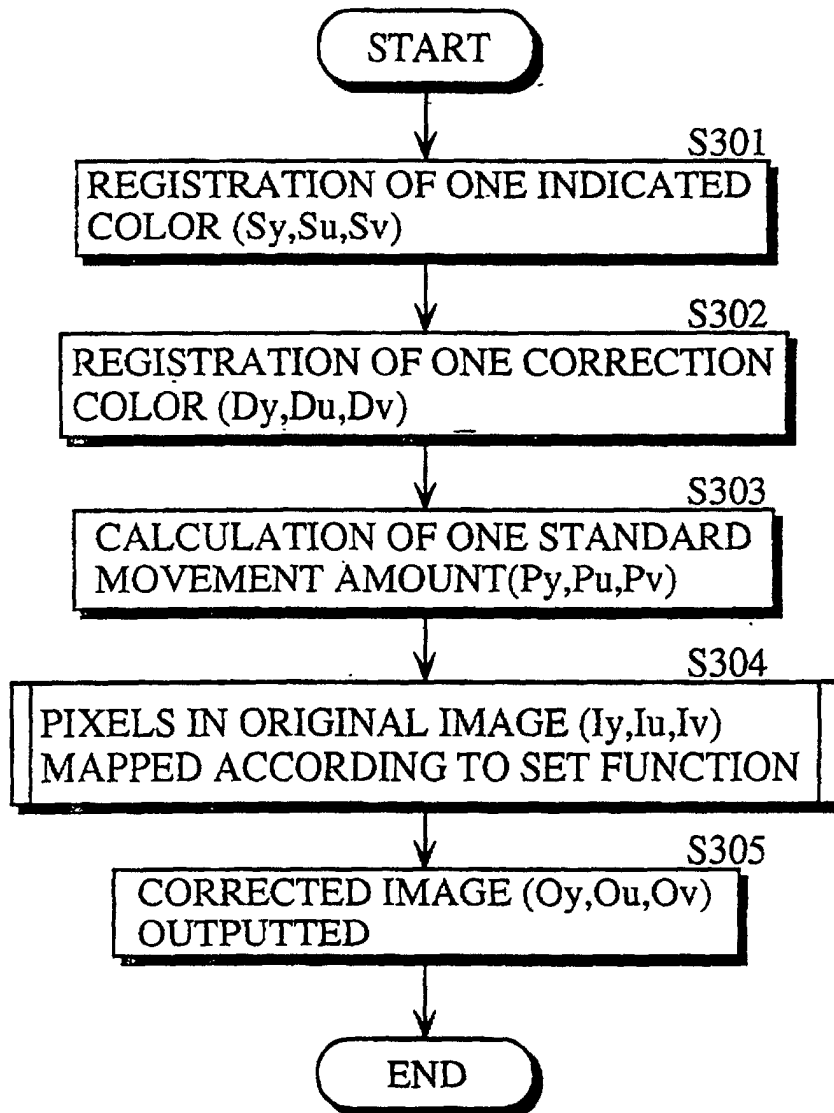 START
S301
REGISTRATION OF ONE INDICATED
COLOR (Sy,Su,Sv)
S302
REGISTRATION OF ONE CORRECTION
COLOR (Dy,Du,Dv)
S303
CALCULATION OF ONE STANDARD
MOVEMENT AMOUNT(Py,Pu,Pv)
S304
PIXELS IN ORIGINAL IMAGE (Iy,Iu,Iv)
MAPPED ACCORDING TO SET FUNCTION
S305
CORRECTED IMAGE (Oy,Ou,Ov)
OUTPUTTED
END